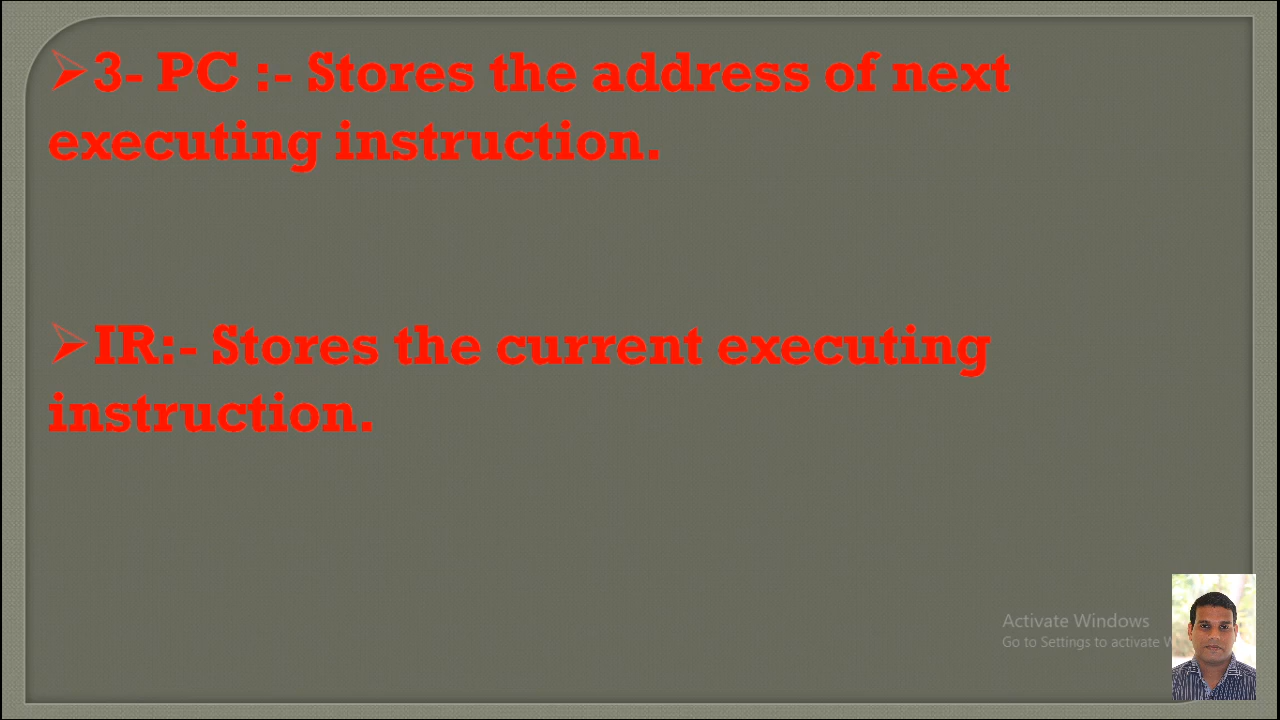 ➢3- PC :- Stores the address of next
executing instruction.
➢IR:- Stores the current executing
instruction.
Activate Windows
Go to Settings to activate